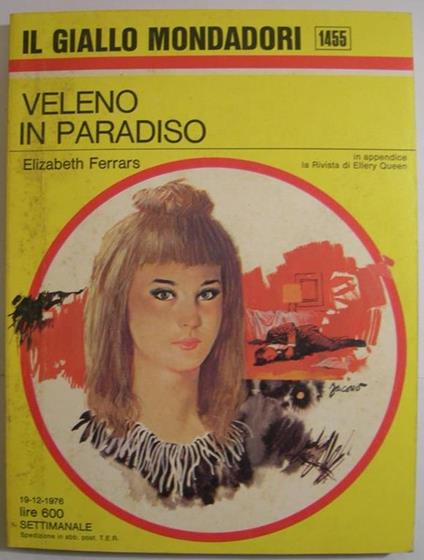 IL GIALLO MONDADORI 1455
VELENO
IN PARADISO
Elizabeth Ferrars
in appendice
la Rivista di Ellery Queen
Jacono
19-12-1976
lire 600
SETTIMANALE
Spedizione in abb. post. T.E.R.